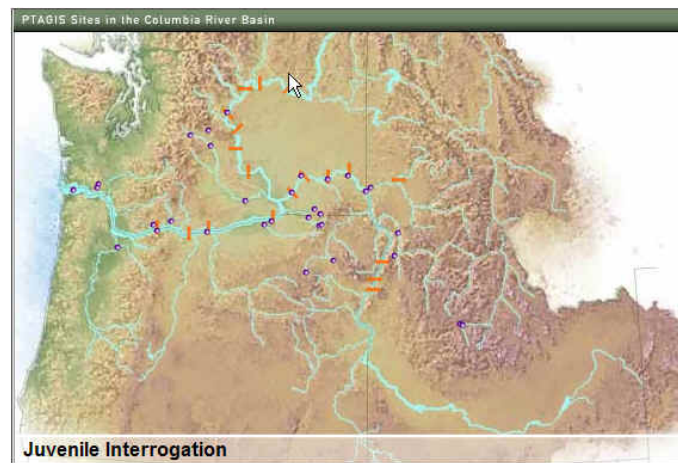 PTAGIS Sites in the Columbia River Basin
Juvenile Interrogation